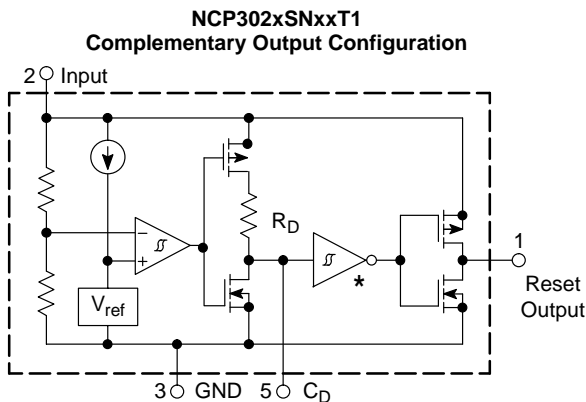 NCP302xSNxxT1
Complementary Output Configuration
2 Input
R_D
−
+
*
V_ref
1
Reset
Output
3 GND 5 C_D